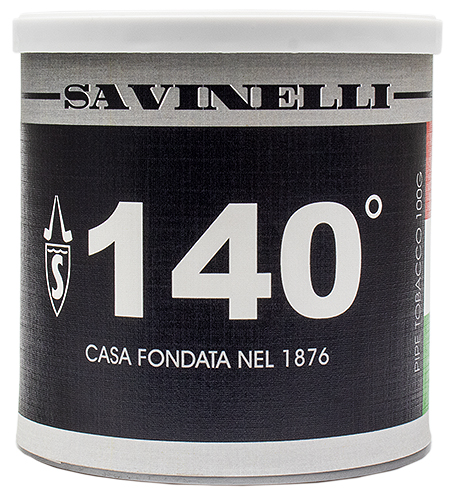 SAVINELLI
S
140°
CASA FONDATA NEL 1876
PIPE TOBACCO 100G